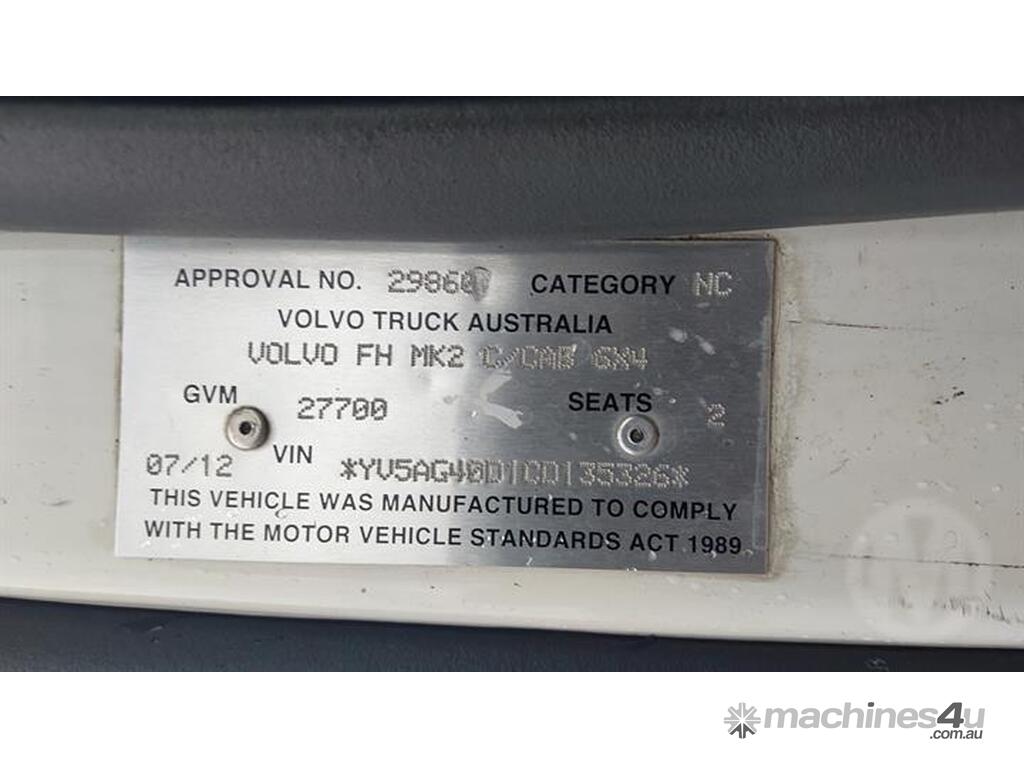 APPROVAL NO. 29860 CATEGORY NC
VOLVO TRUCK AUSTRALIA
VOLVO FH MK2 C/CAB 6X4
GVM 27700 SEATS 2
07/12 VIN *YV5AG40D1CD135326*
THIS VEHICLE WAS MANUFACTURED TO COMPLY
WITH THE MOTOR VEHICLE STANDARDS ACT 1989
machines4u
.com.au